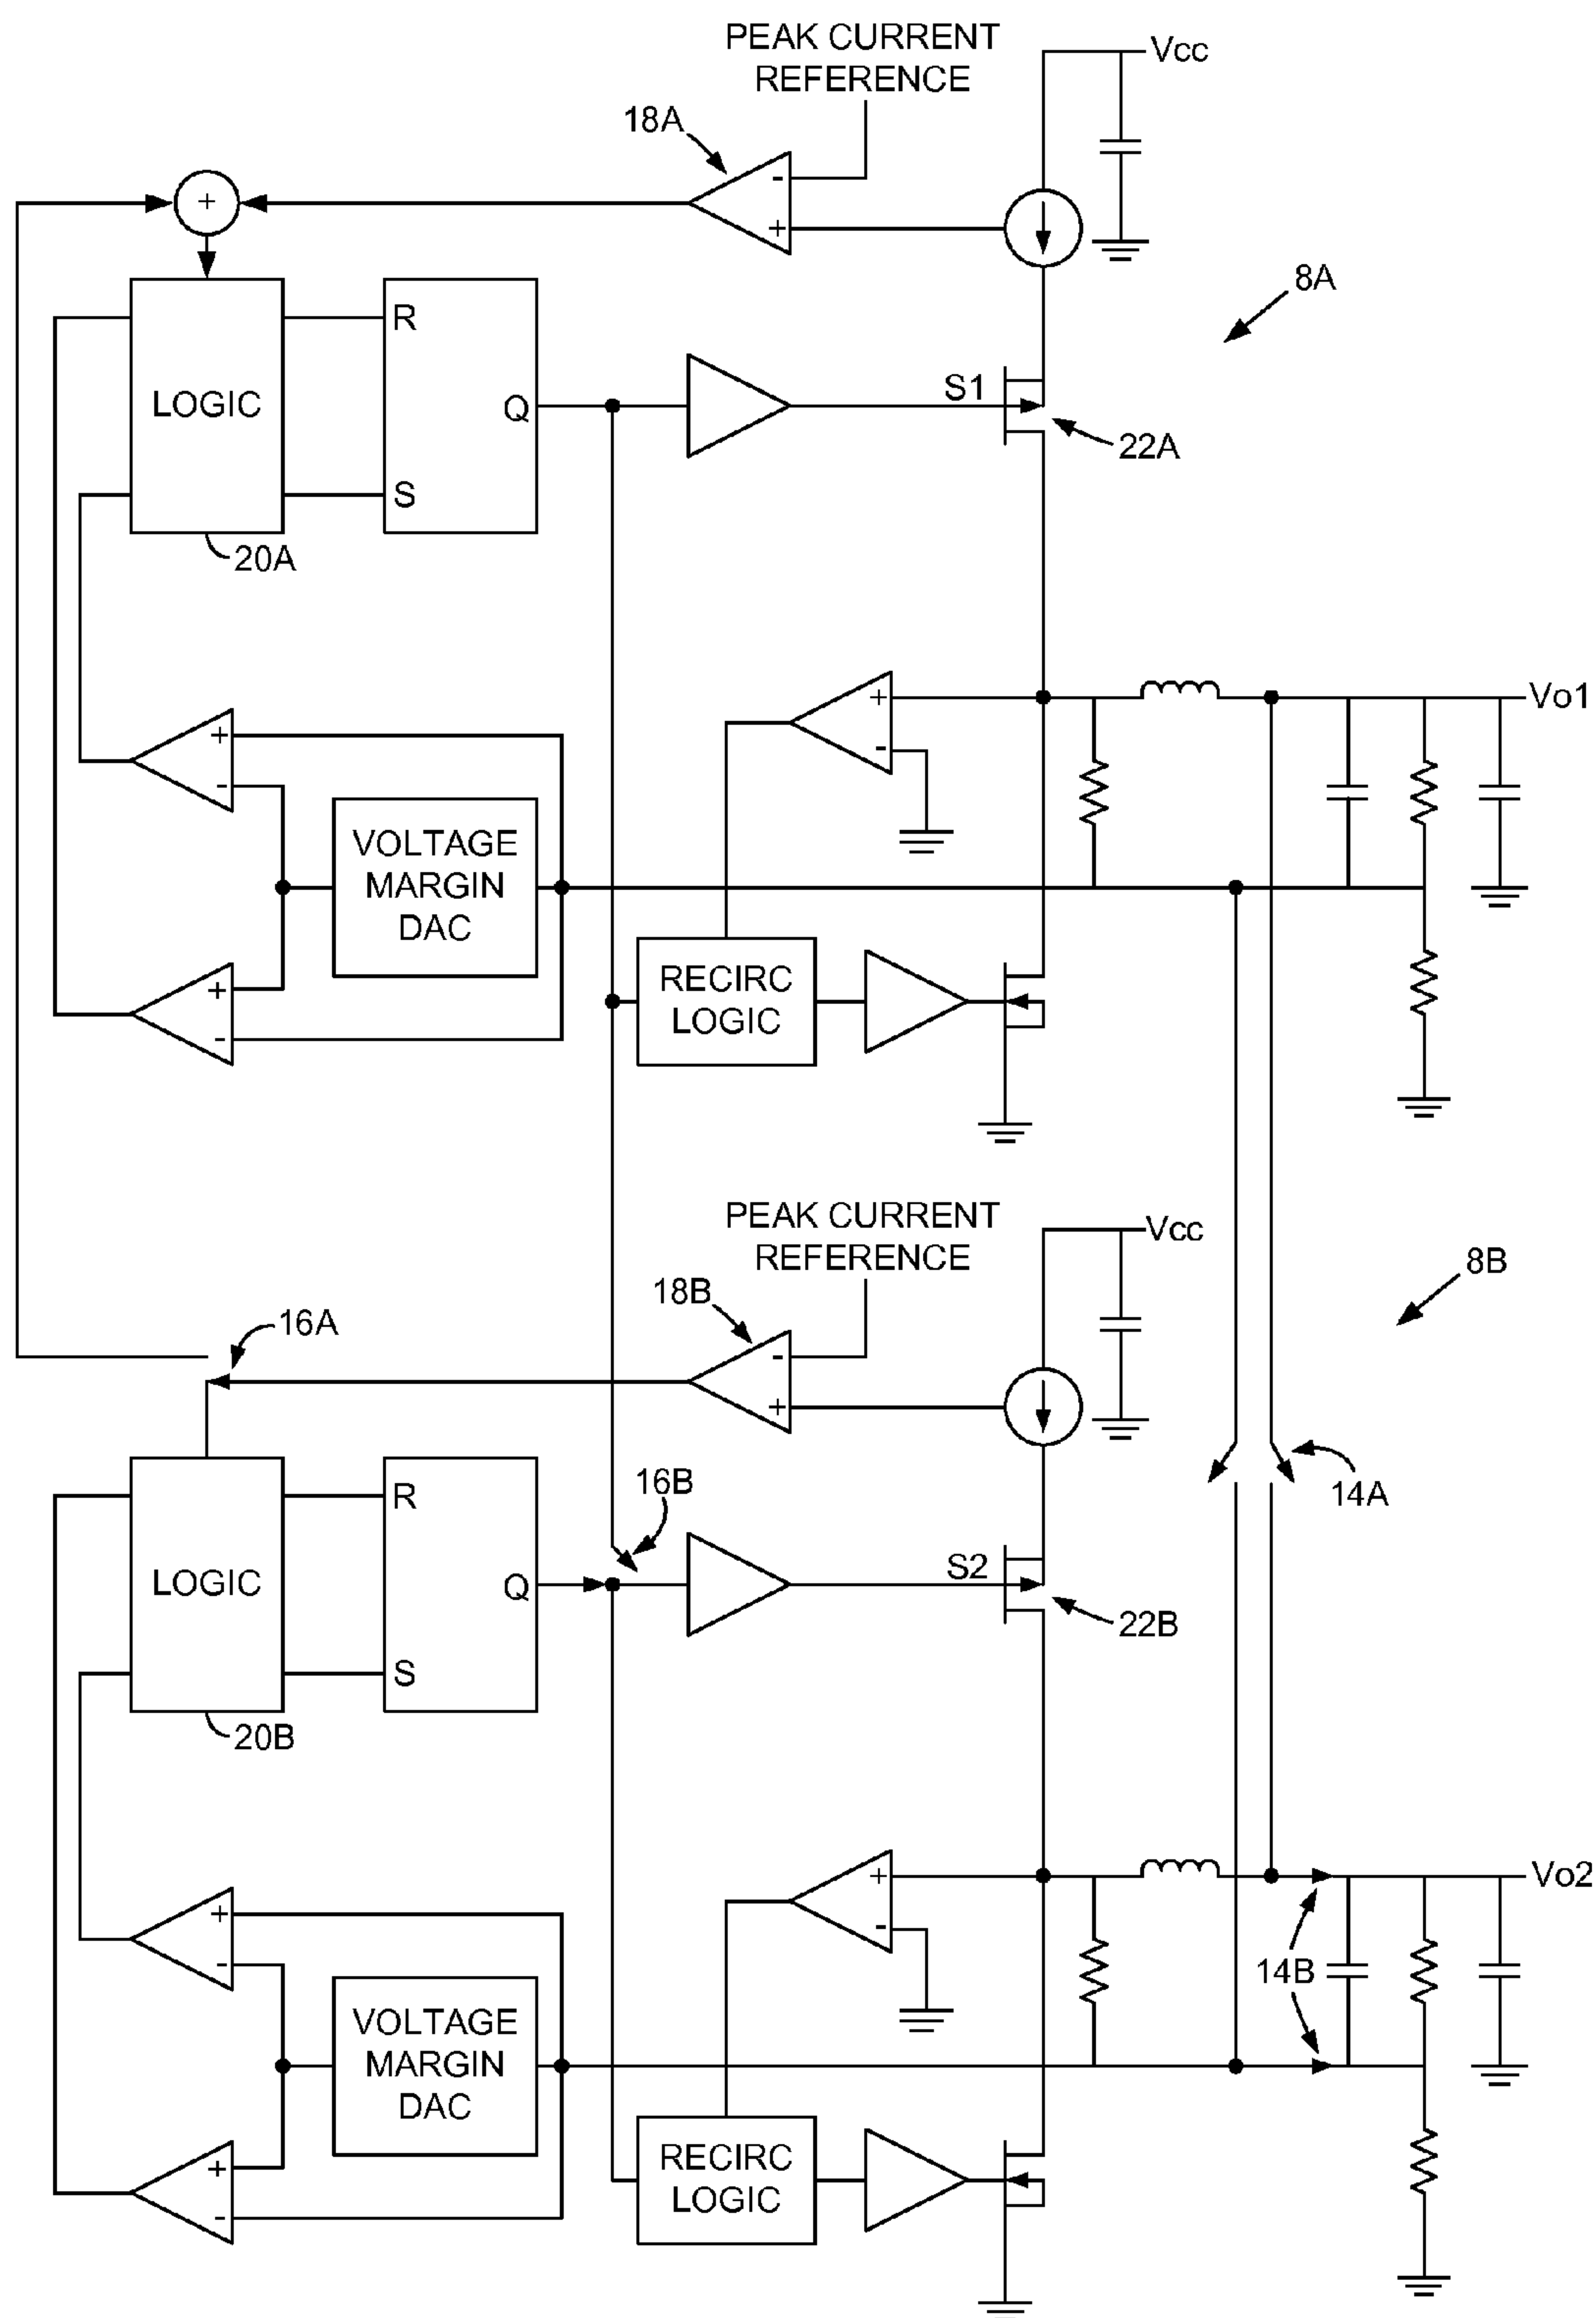 PEAK CURRENT
REFERENCE
Vcc
18A
-
+
+
8A
LOGIC
R
Q
S
S1
22A
20A
+
-
Vo1
+
-
VOLTAGE
MARGIN
DAC
+
-
RECIRC
LOGIC
PEAK CURRENT
REFERENCE
Vcc
8B
18B
16A
-
+
16B
14A
LOGIC
R
Q
S
S2
22B
20B
+
-
Vo2
+
-
14B
VOLTAGE
MARGIN
DAC
+
-
RECIRC
LOGIC